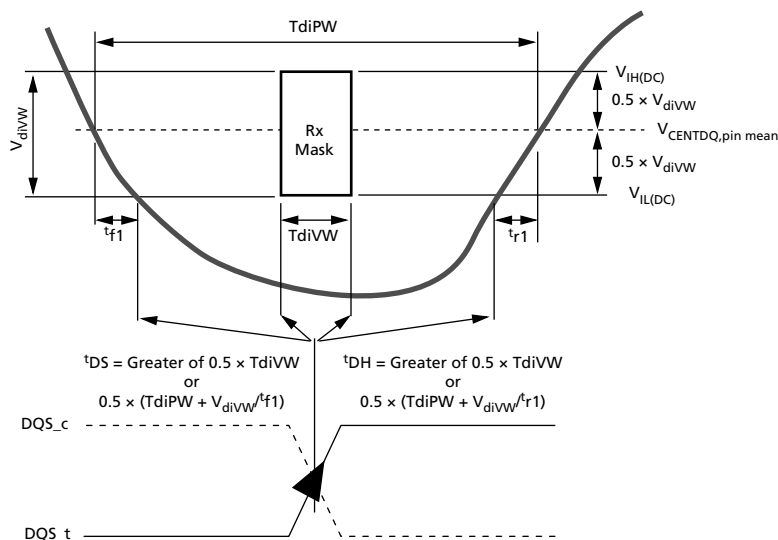 TdiPW
VdiVW
Rx
Mask
VIH(DC)
0.5 × VdiVW
VCENTDQ,pin mean
0.5 × VdiVW
VIL(DC)
tf1
TdiVW
tr1
tDS = Greater of 0.5 × TdiVW
or
0.5 × (TdiPW + VdiVW/tf1)
tDH = Greater of 0.5 × TdiVW
or
0.5 × (TdiPW + VdiVW/tr1)
DQS_c
DQS_t